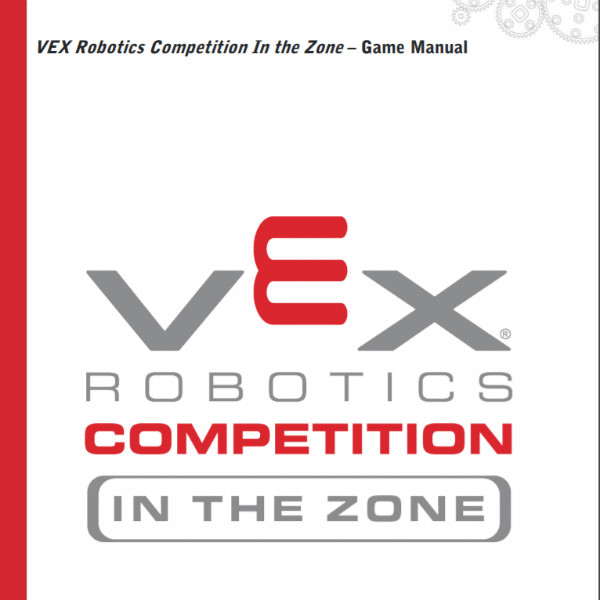 VEX Robotics Competition In the Zone – Game Manual
VEX®
ROBOTICS
COMPETITION
IN THE ZONE